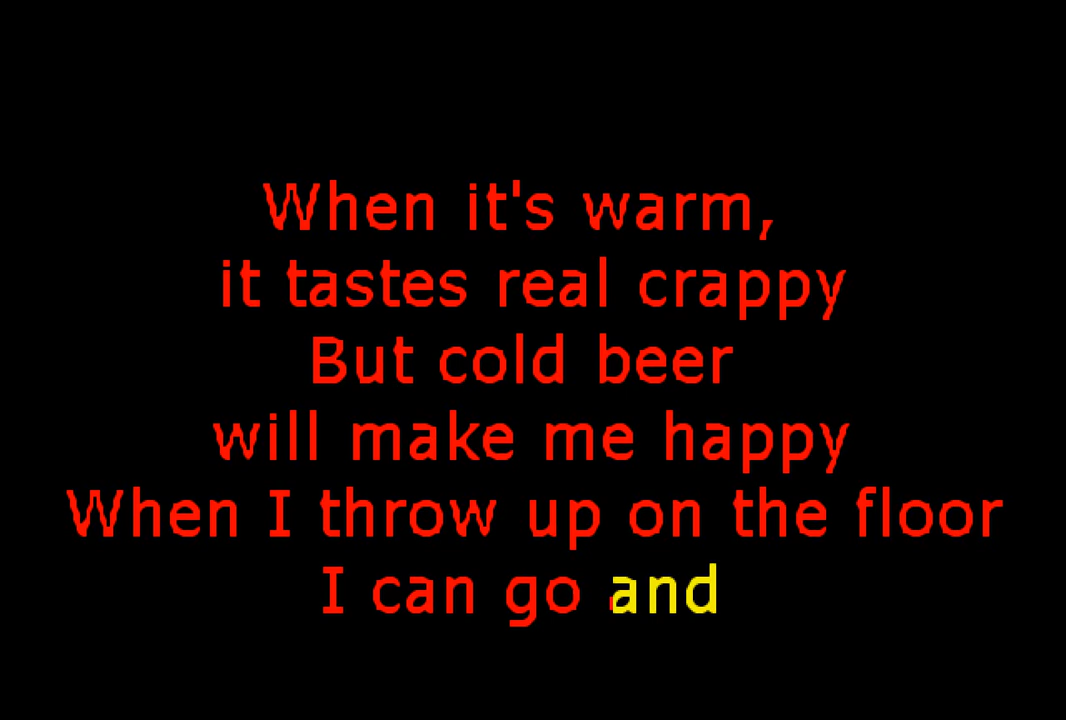 When it's warm,
it tastes real crappy
But cold beer
will make me happy
When I throw up on the floor
I can go and